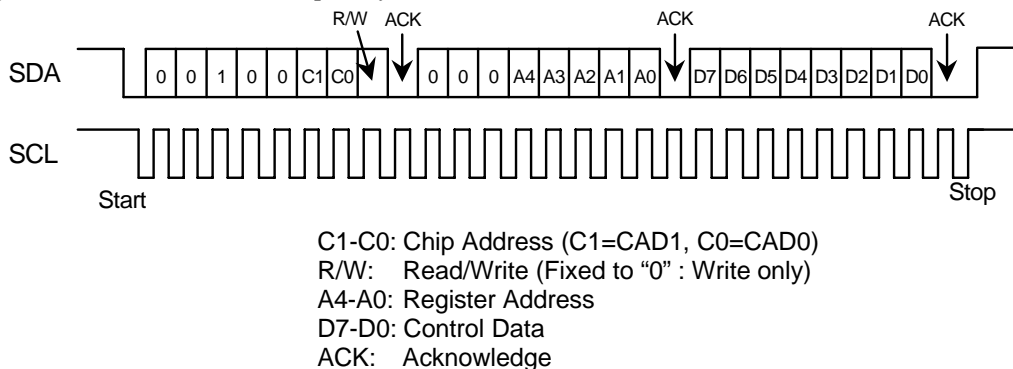 R/W ACK ACK ACK
SDA 0 0 1 0 0 C1 C0 0 0 0 A4 A3 A2 A1 A0 D7 D6 D5 D4 D3 D2 D1 D0
SCL
Start Stop
C1-C0: Chip Address (C1=CAD1, C0=CAD0)
R/W: Read/Write (Fixed to “0” : Write only)
A4-A0: Register Address
D7-D0: Control Data
ACK: Acknowledge